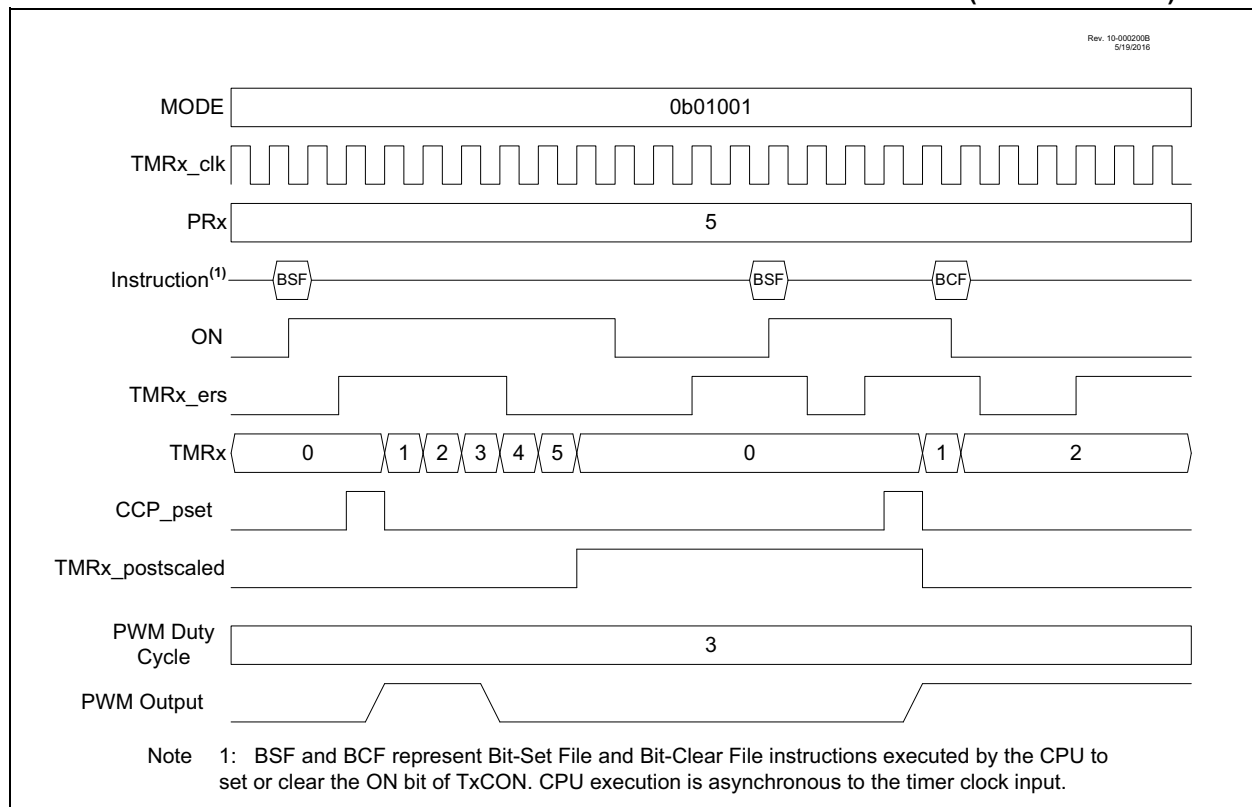 Rev. 10-000200B
5/19/2016
MODE 0b01001
TMRx_clk
PRx 5
Instruction(1) BSF BSF BCF
ON
TMRx_ers
TMRx 0 1 2 3 4 5 0 1 2
CCP_pset
TMRx_postscaled
PWM Duty
Cycle 3
PWM Output
Note 1: BSF and BCF represent Bit-Set File and Bit-Clear File instructions executed by the CPU to
set or clear the ON bit of TxCON. CPU execution is asynchronous to the timer clock input.